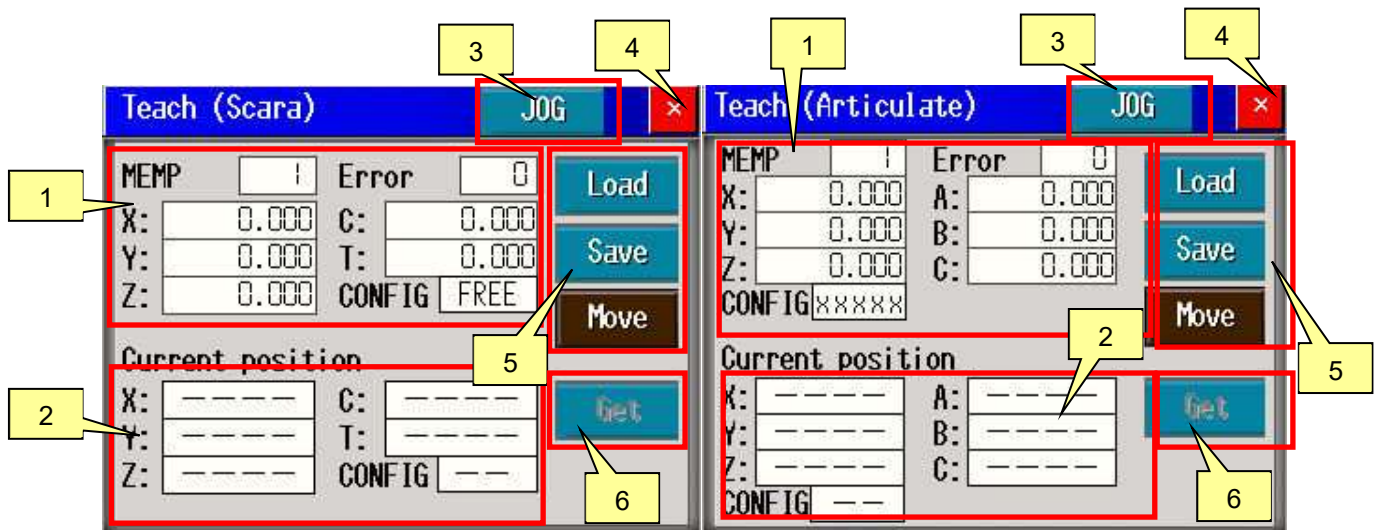 3 4 1 3 4
Teach (Scara) JOG × Teach (Articulate) JOG ×
MEMP 1 Error 0 Load MEMP 1 Error 0 Load
1
X: 0.000 C: 0.000 X: 0.000 A: 0.000
Y: 0.000 T: 0.000 Save Y: 0.000 B: 0.000 Save
Z: 0.000 CONFIG FREE Z: 0.000 C: 0.000
Move CONFIG xxxxx Move
Current position 5 Current position 2 5
X: ---- C: ---- Get X: ---- A: ---- Get
2
Y: ---- T: ---- Y: ---- B: ----
Z: ---- CONFIG -- Z: ---- C: ----
6 CONFIG -- 6